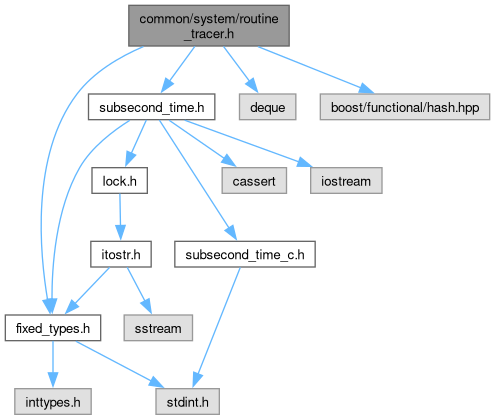 common/system/routine
_tracer.h
subsecond_time.h
deque
boost/functional/hash.hpp
lock.h
cassert
iostream
itostr.h
subsecond_time_c.h
fixed_types.h
sstream
inttypes.h
stdint.h